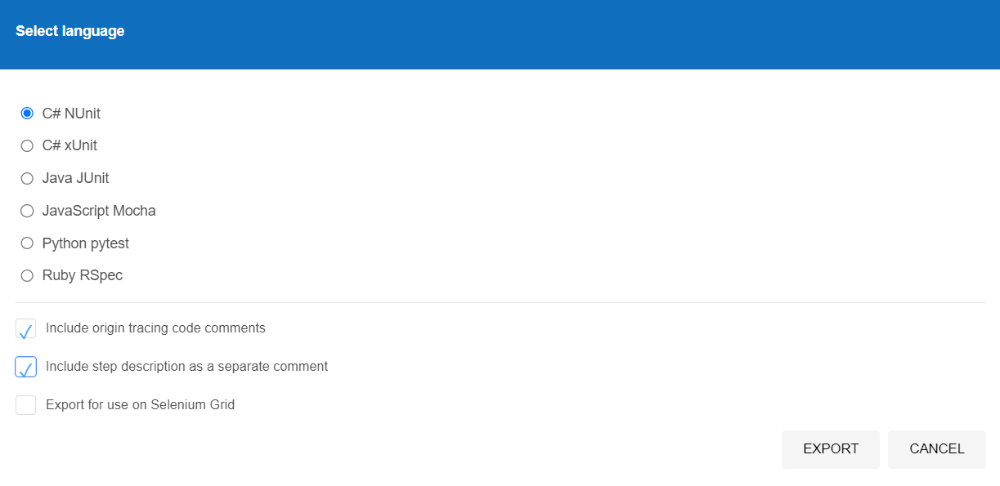 Select language
C# NUnit
C# xUnit
Java JUnit
JavaScript Mocha
Python pytest
Ruby RSpec
Include origin tracing code comments
Include step description as a separate comment
Export for use on Selenium Grid
EXPORT CANCEL